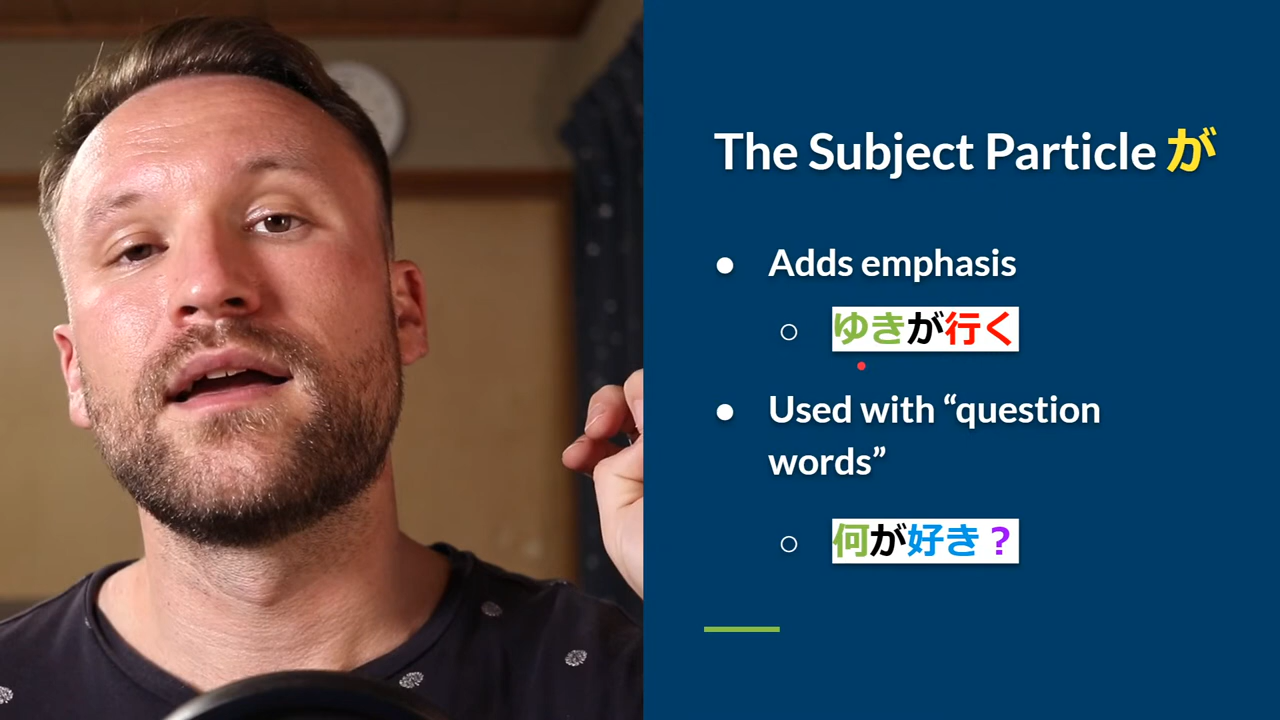 The Subject Particle が
● Adds emphasis
○ ゆきが行く
● Used with “question
words”
○ 何が好き？